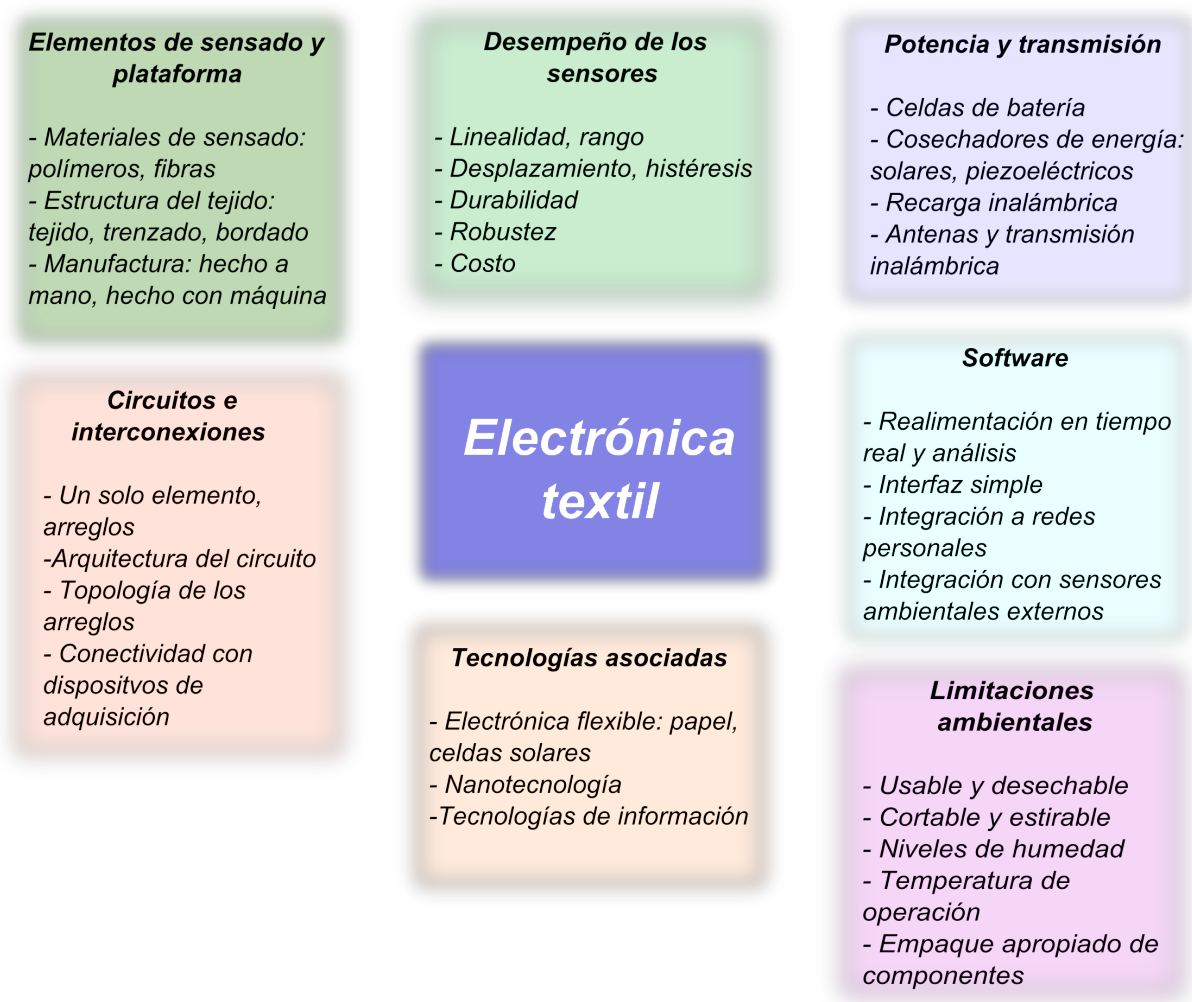 Elementos de sensado y
plataforma
- Materiales de sensado:
polímeros, fibras
- Estructura del tejido:
tejido, trenzado, bordado
- Manufactura: hecho a
mano, hecho con máquina
Desempeño de los
sensores
- Linealidad, rango
- Desplazamiento, histéresis
- Durabilidad
- Robustez
- Costo
Potencia y transmisión
- Celdas de batería
- Cosechadores de energía:
solares, piezoeléctricos
- Recarga inalámbrica
- Antenas y transmisión
inalámbrica
Circuitos e
interconexiones
- Un solo elemento,
arreglos
-Arquitectura del circuito
- Topología de los
arreglos
- Conectividad con
dispositvos de
adquisición
Electrónica
textil
Software
- Realimentación en tiempo
real y análisis
- Interfaz simple
- Integración a redes
personales
- Integración con sensores
ambientales externos
Tecnologías asociadas
- Electrónica flexible: papel,
celdas solares
- Nanotecnología
-Tecnologías de información
Limitaciones
ambientales
- Usable y desechable
- Cortable y estirable
- Niveles de humedad
- Temperatura de
operación
- Empaque apropiado de
componentes